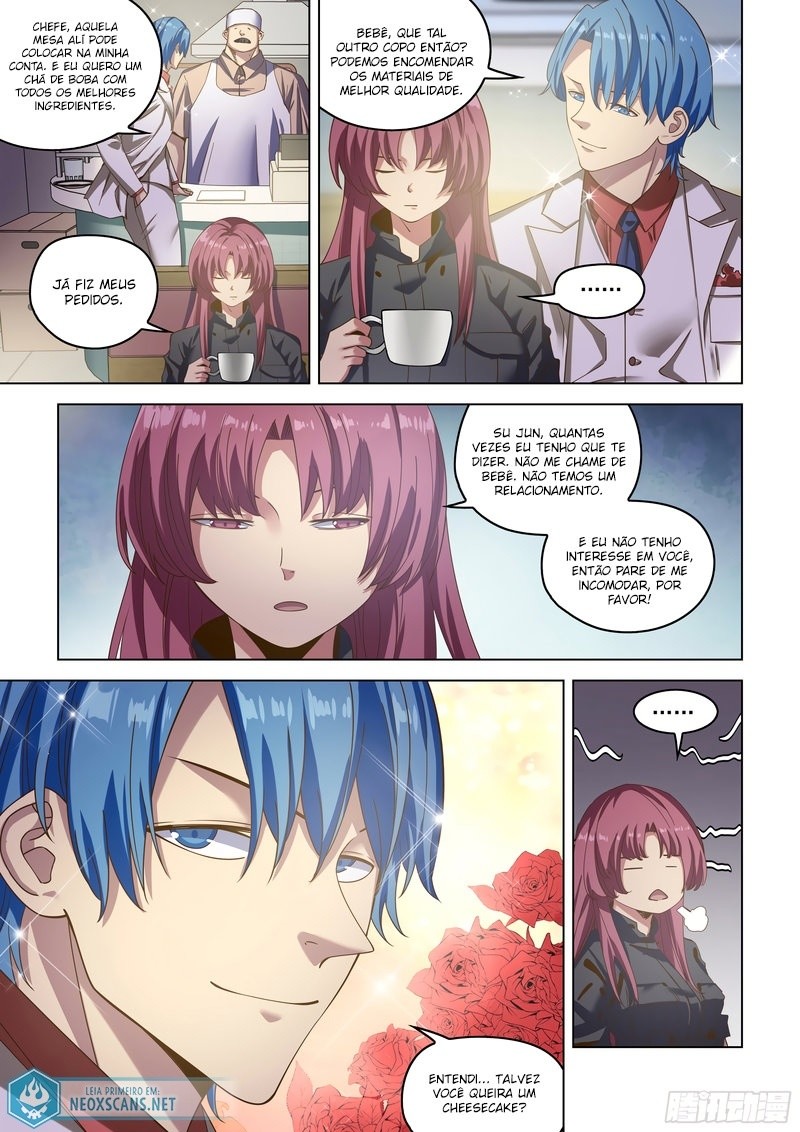 CHEFE, AQUELA
MESA ALÍ PODE
COLOCAR NA MINHA
CONTA. E EU QUERO UM
CHÁ DE BOBA COM
TODOS OS MELHORES
INGREDIENTES.
JÁ FIZ MEUS
PEDIDOS.
BEBÊ, QUE TAL
OUTRO COPO ENTÃO?
PODEMOS ENCOMENDAR
OS MATERIAIS DE
MELHOR QUALIDADE.
......
SU JUN, QUANTAS
VEZES EU TENHO QUE TE
DIZER. NÃO ME CHAME DE
BEBÊ. NÃO TEMOS UM
RELACIONAMENTO.
E EU NÃO TENHO
INTERESSE EM VOCÊ,
ENTÃO PARE DE ME
INCOMODAR, POR
FAVOR!
ENTENDI... TALVEZ
VOCÊ QUEIRA UM
CHEESECAKE?
......
LEIA PRIMEIRO EM:
NEOXSCANS.NET
腾讯动漫